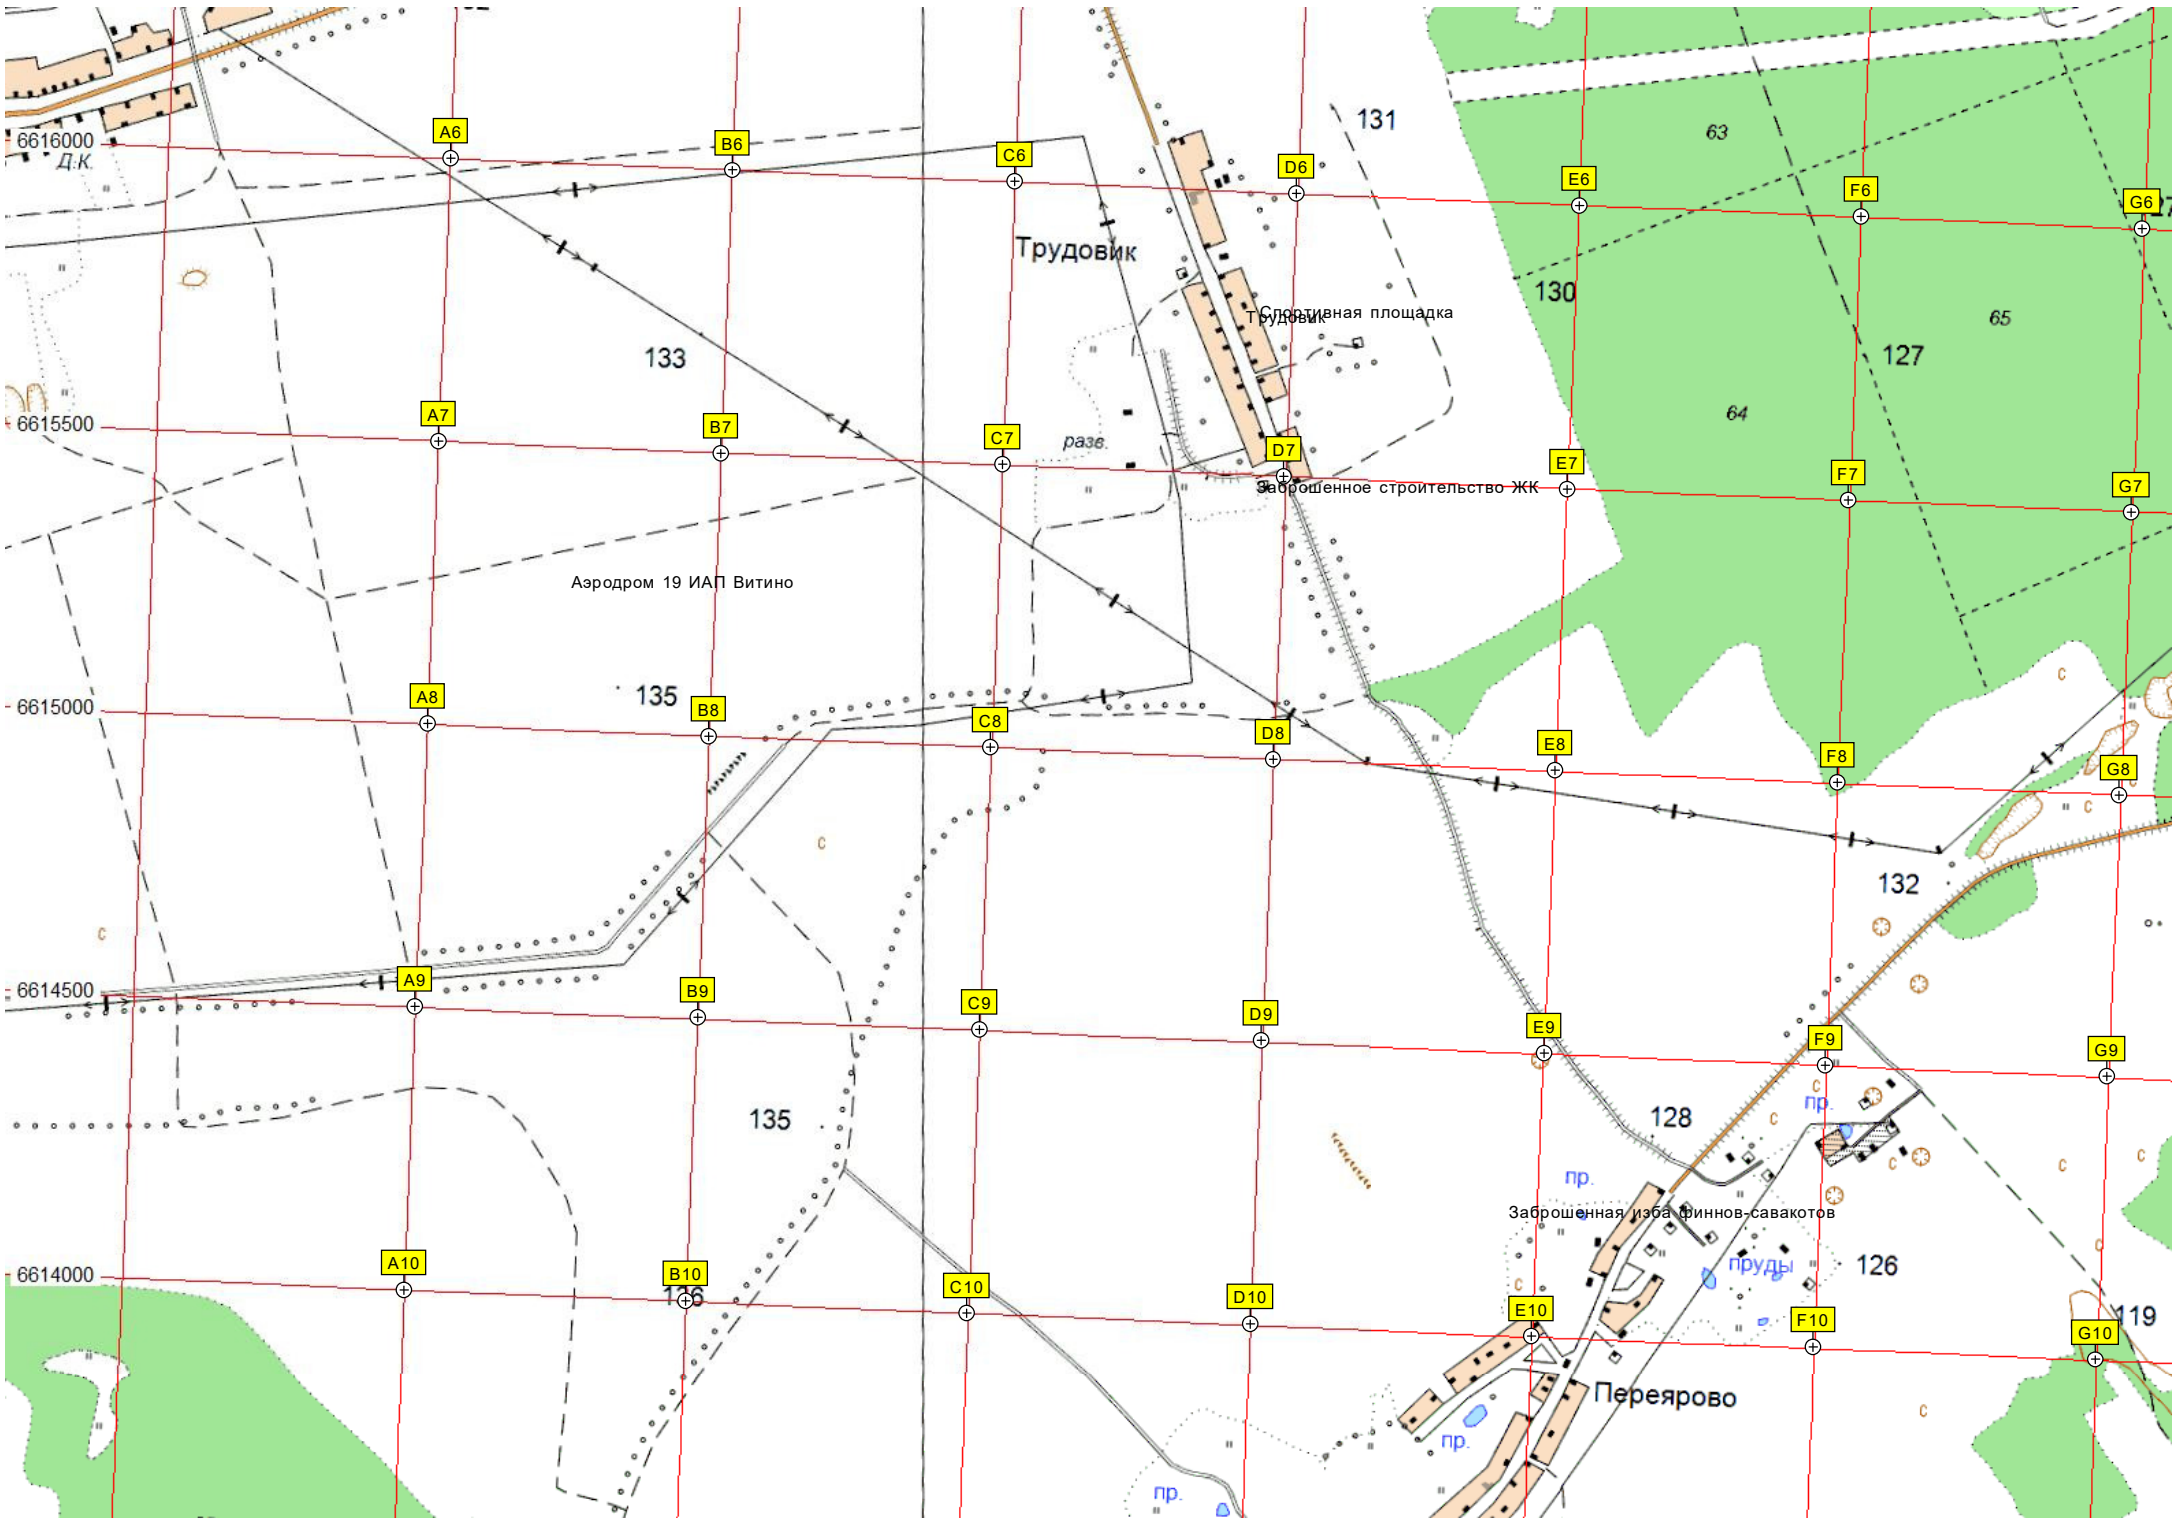 6616000
Д.К.
A6
B6
C6
D6
E6
F6
G6
131
63
Трудовик
130
65
Спортивная площадка
Трудовик
133
127
64
6615500
A7
B7
C7
D7
E7
F7
G7
разв.
Заброшенное строительство ЖК
Аэродром 19 ИАП Витино
135
6615000
A8
B8
C8
D8
E8
F8
G8
с
с
с
с
132
с
6614500
A9
B9
C9
D9
E9
F9
G9
135
128
с
пр.
с
с
с
с
пр.
Заброшенная изба финнов-савакотов
с
пруды
126
6614000
A10
B10
136
C10
D10
с
E10
F10
G10
119
Переярово
с
пр.
пр.